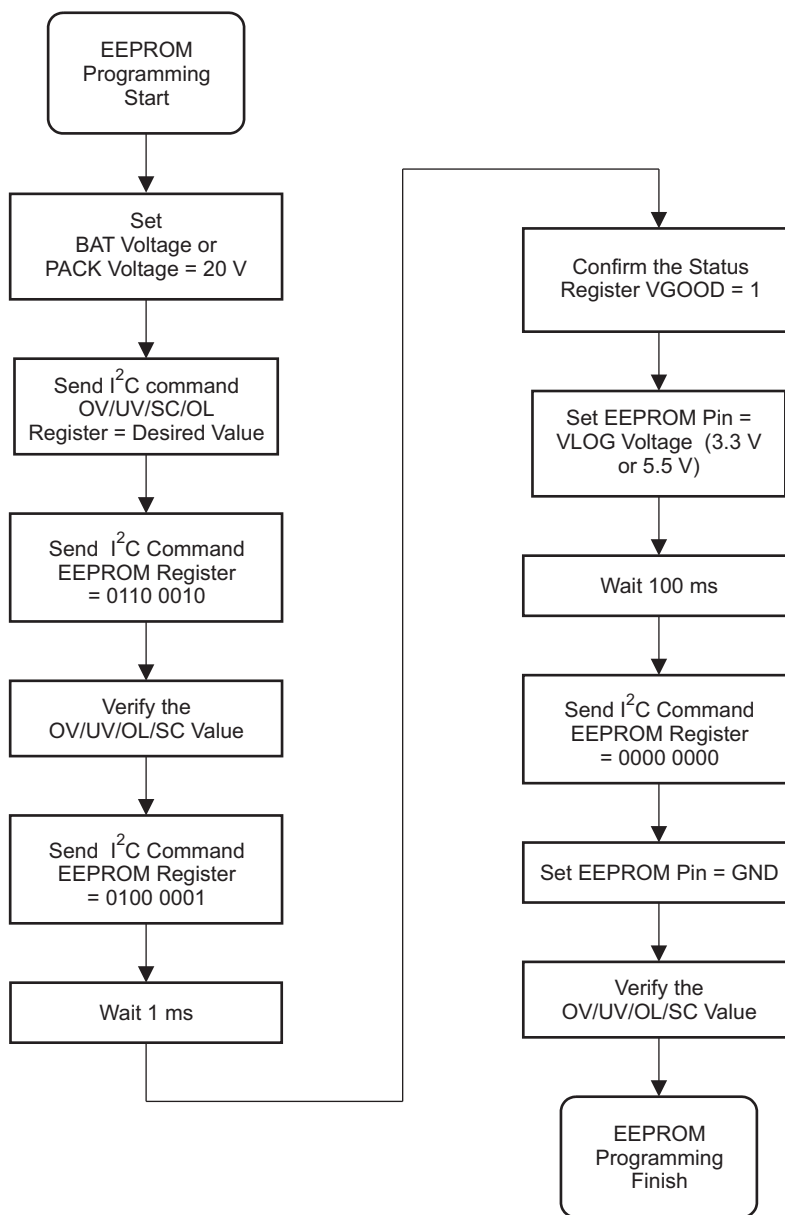 EEPROM
Programming
Start
Set
BAT Voltage or
PACK Voltage = 20 V
Send I²C command
OV/UV/SC/OL
Register = Desired Value
Send I²C Command
EEPROM Register
= 0110 0010
Verify the
OV/UV/OL/SC Value
Send I²C Command
EEPROM Register
= 0100 0001
Wait 1 ms
Confirm the Status
Register VGOOD = 1
Set EEPROM Pin =
VLOG Voltage (3.3 V
or 5.5 V)
Wait 100 ms
Send I²C Command
EEPROM Register
= 0000 0000
Set EEPROM Pin = GND
Verify the
OV/UV/OL/SC Value
EEPROM
Programming
Finish